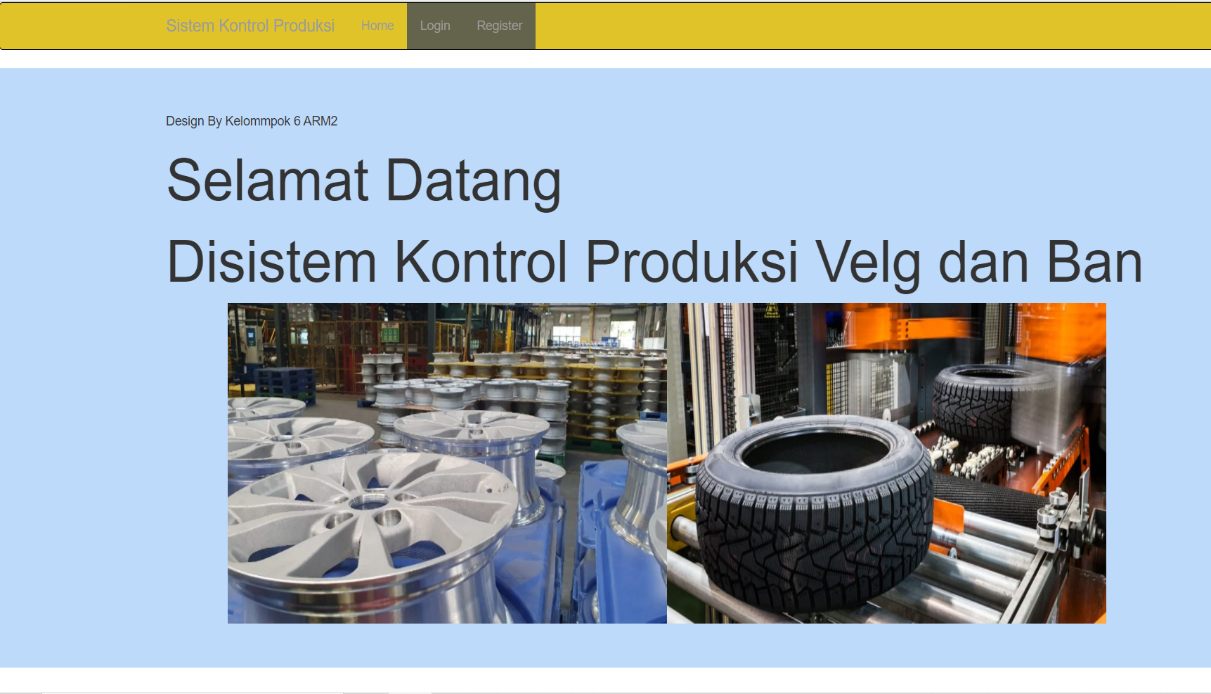 Sistem Kontrol Produksi Home Login Register
Design By Kelommpok 6 ARM2
Selamat Datang
Disistem Kontrol Produksi Velg dan Ban